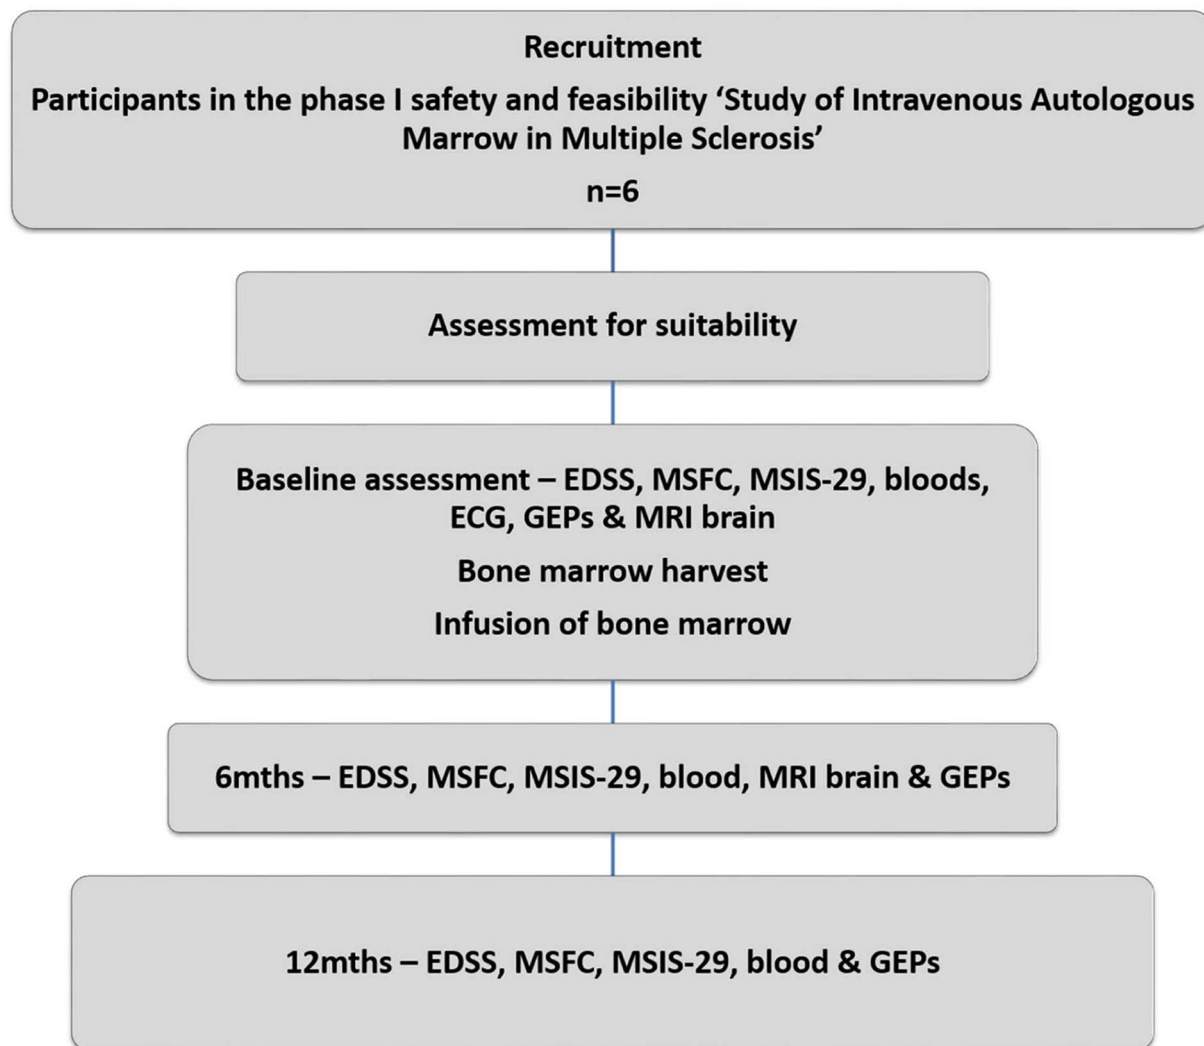 Recruitment
Participants in the phase I safety and feasibility ‘Study of Intravenous Autologous
Marrow in Multiple Sclerosis’
n=6
Assessment for suitability
Baseline assessment – EDSS, MSFC, MSIS-29, bloods,
ECG, GEPs & MRI brain
Bone marrow harvest
Infusion of bone marrow
6mths – EDSS, MSFC, MSIS-29, blood, MRI brain & GEPs
12mths – EDSS, MSFC, MSIS-29, blood & GEPs